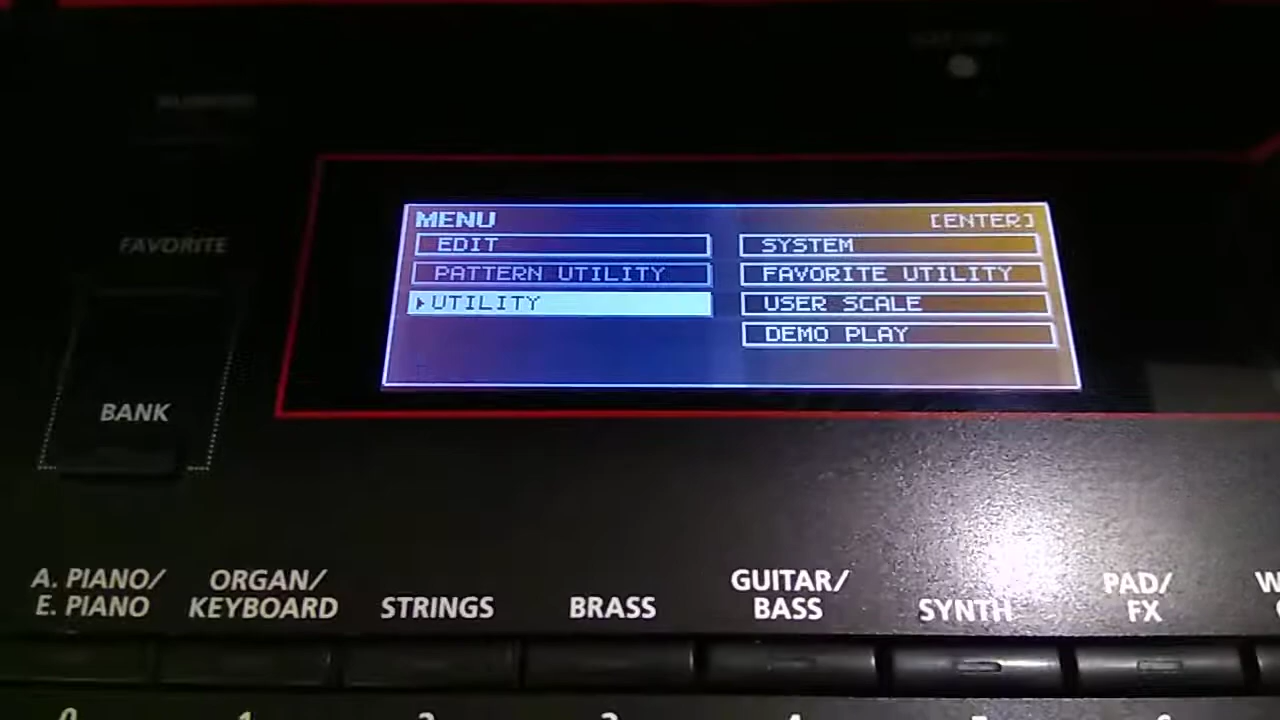 FAVORITE
MENU [ENTER]
EDIT SYSTEM
PATTERN UTILITY FAVORITE UTILITY
▸UTILITY USER SCALE
DEMO PLAY
BANK
A. PIANO/
E. PIANO
ORGAN/
KEYBOARD
STRINGS
BRASS
GUITAR/
BASS
SYNTH
PAD/
FX